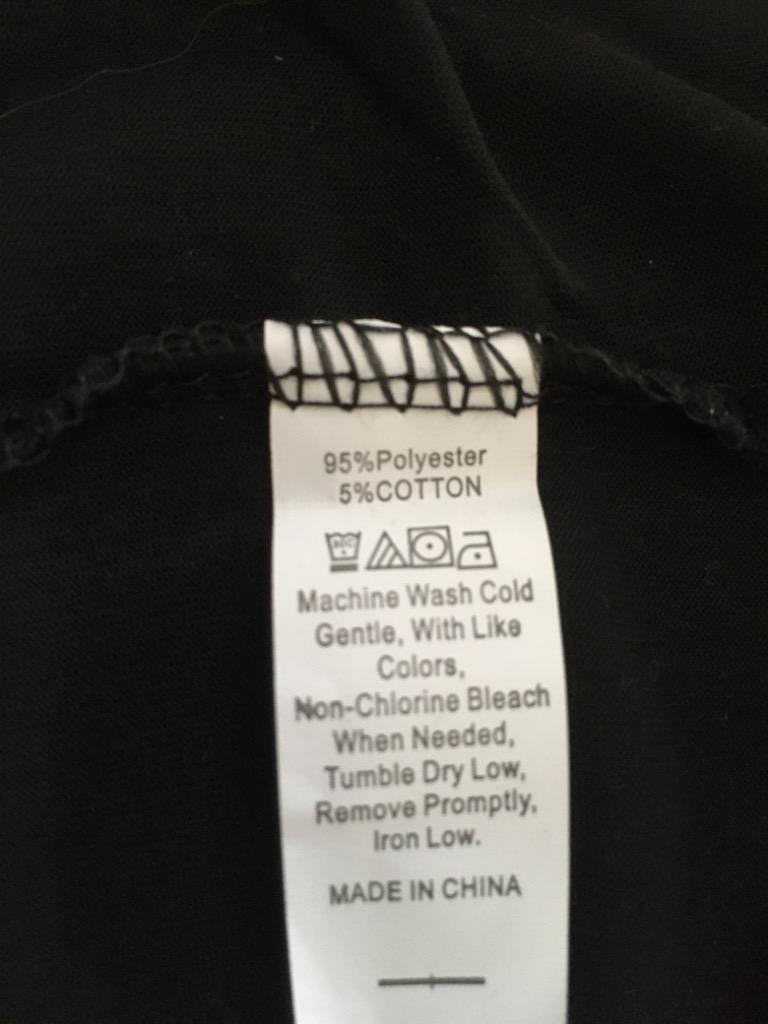 95%Polyester
5%COTTON
Machine Wash Cold
Gentle, With Like
Colors,
Non-Chlorine Bleach
When Needed,
Tumble Dry Low,
Remove Promptly,
Iron Low.
MADE IN CHINA